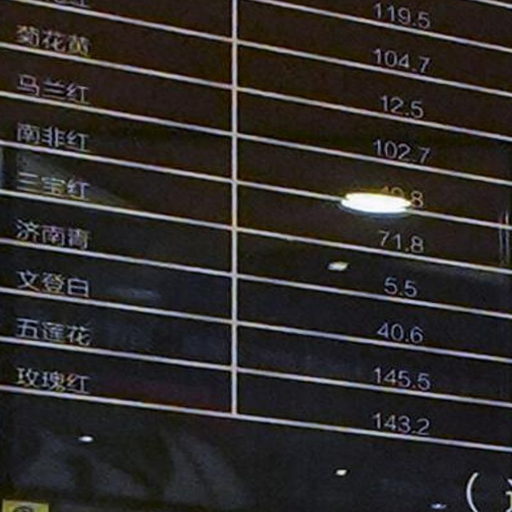 119.5
红 104.7
菊花黄 12.5
马兰红 102.7
南非红
三宝红 71.8
济南青 5.5
文登白 40.6
五莲花 145.5
玫瑰红 143.2
(